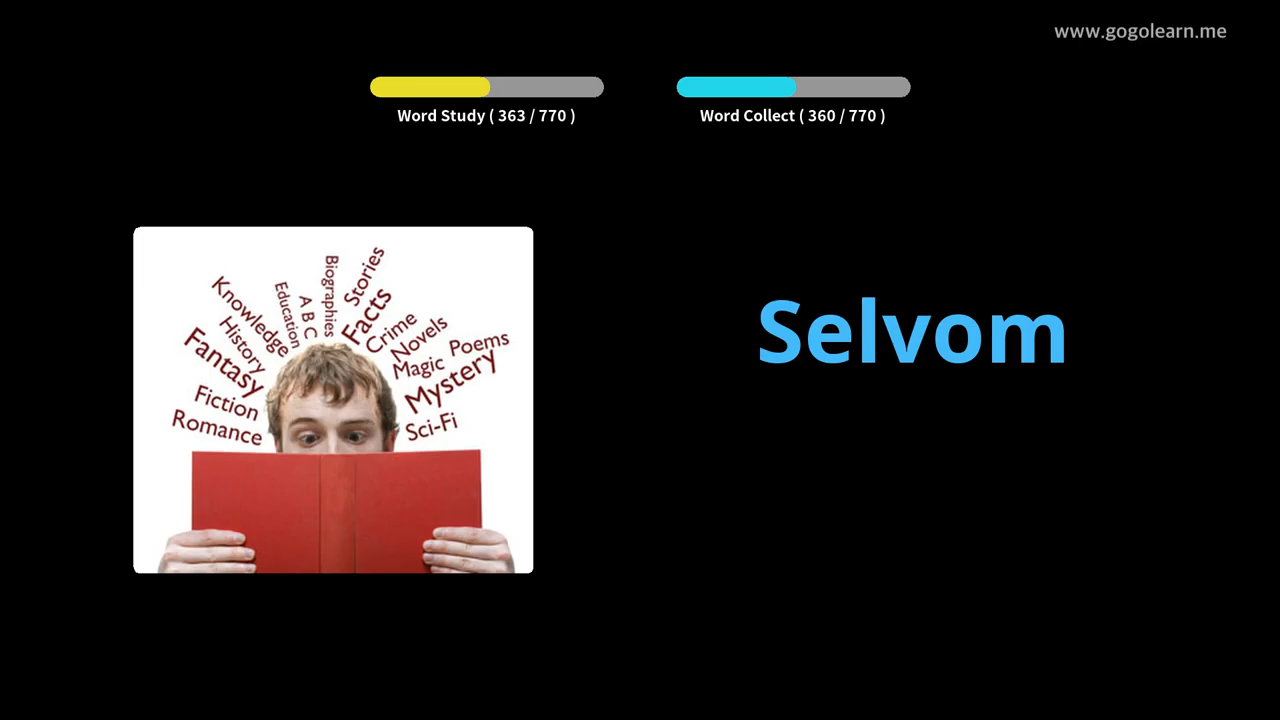 www.gogolearn.me
Word Study ( 363 / 770 )
Word Collect ( 360 / 770 )
Selvom
Biographies
Stories
Knowledge
Education
A B C
Facts
History
Crime
Novels
Fantasy
Magic
Poems
Mystery
Fiction
Romance
Sci-Fi